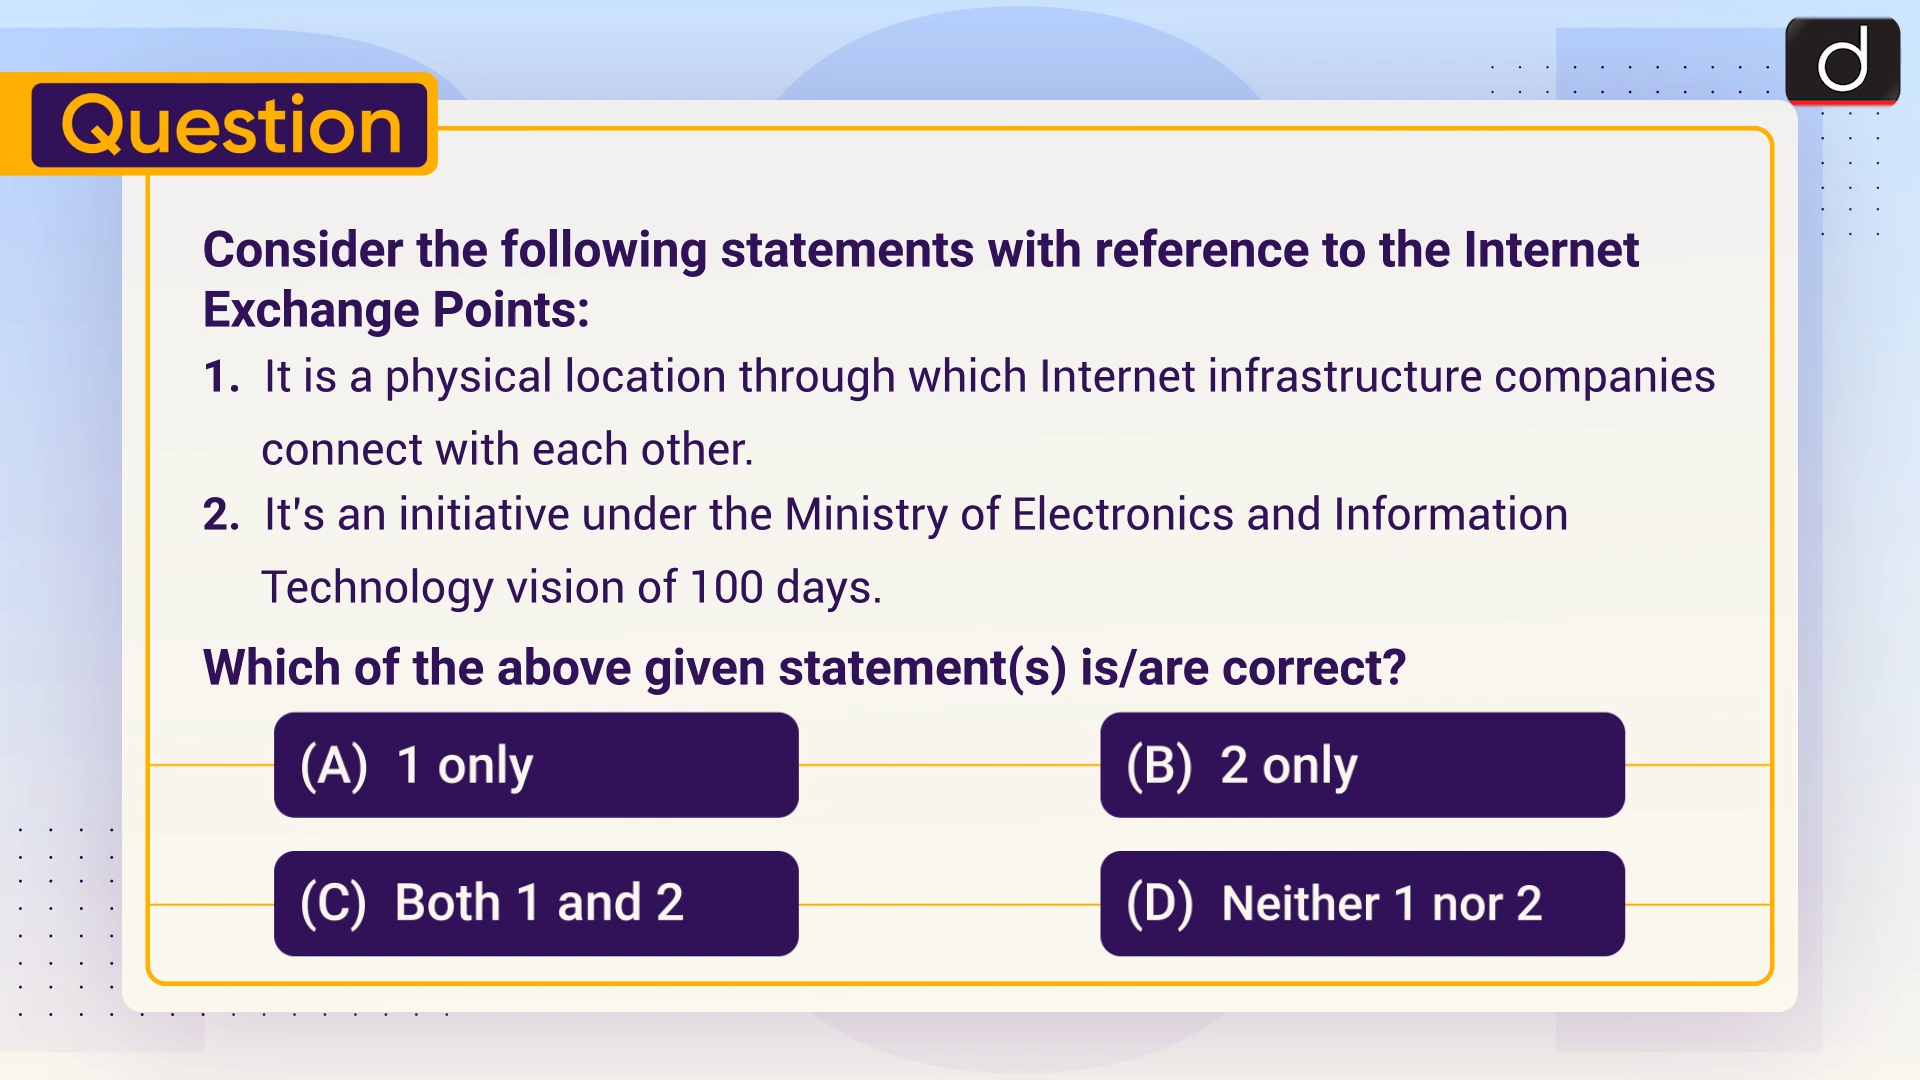 Question
Consider the following statements with reference to the Internet
Exchange Points:
1. It is a physical location through which Internet infrastructure companies
connect with each other.
2. It's an initiative under the Ministry of Electronics and Information
Technology vision of 100 days.
Which of the above given statement(s) is/are correct?
(A) 1 only
(B) 2 only
(C) Both 1 and 2
(D) Neither 1 nor 2
d